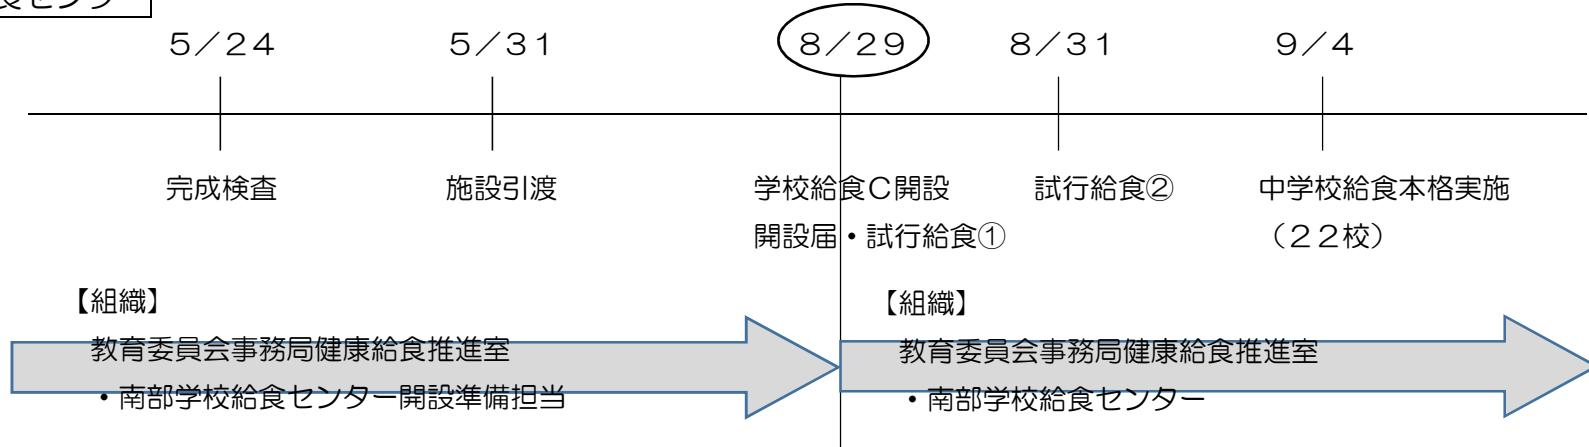 食センター
５／２４ ５／３１ ８／２９ ８／３１ ９／４
完成検査 施設引渡 学校給食Ｃ開設 試行給食② 中学校給食本格実施
開設届・試行給食① （２２校）
【組織】 【組織】
教育委員会事務局健康給食推進室 教育委員会事務局健康給食推進室
・南部学校給食センター開設準備担当 ・南部学校給食センター